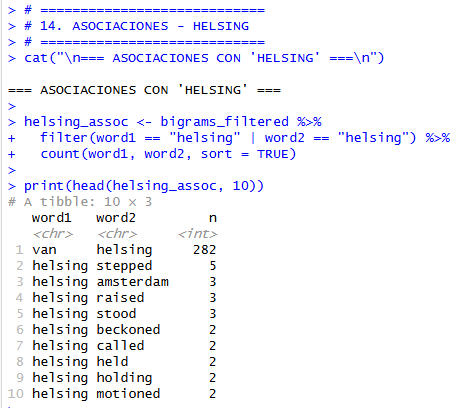 > # ============================
> # 14. ASOCIACIONES - HELSING
> # ============================
> cat("\n=== ASOCIACIONES CON 'HELSING' ===\n")

=== ASOCIACIONES CON 'HELSING' ===
>
> helsing_assoc <- bigrams_filtered %>%
+   filter(word1 == "helsing" | word2 == "helsing") %>%
+   count(word1, word2, sort = TRUE)
>
> print(head(helsing_assoc, 10))
# A tibble: 10 × 3
   word1   word2         n
   <chr>   <chr>     <int>
 1 van     helsing     282
 2 helsing stepped       5
 3 helsing amsterdam     3
 4 helsing raised        3
 5 helsing stood         3
 6 helsing beckoned      2
 7 helsing called        2
 8 helsing held          2
 9 helsing holding       2
10 helsing motioned      2